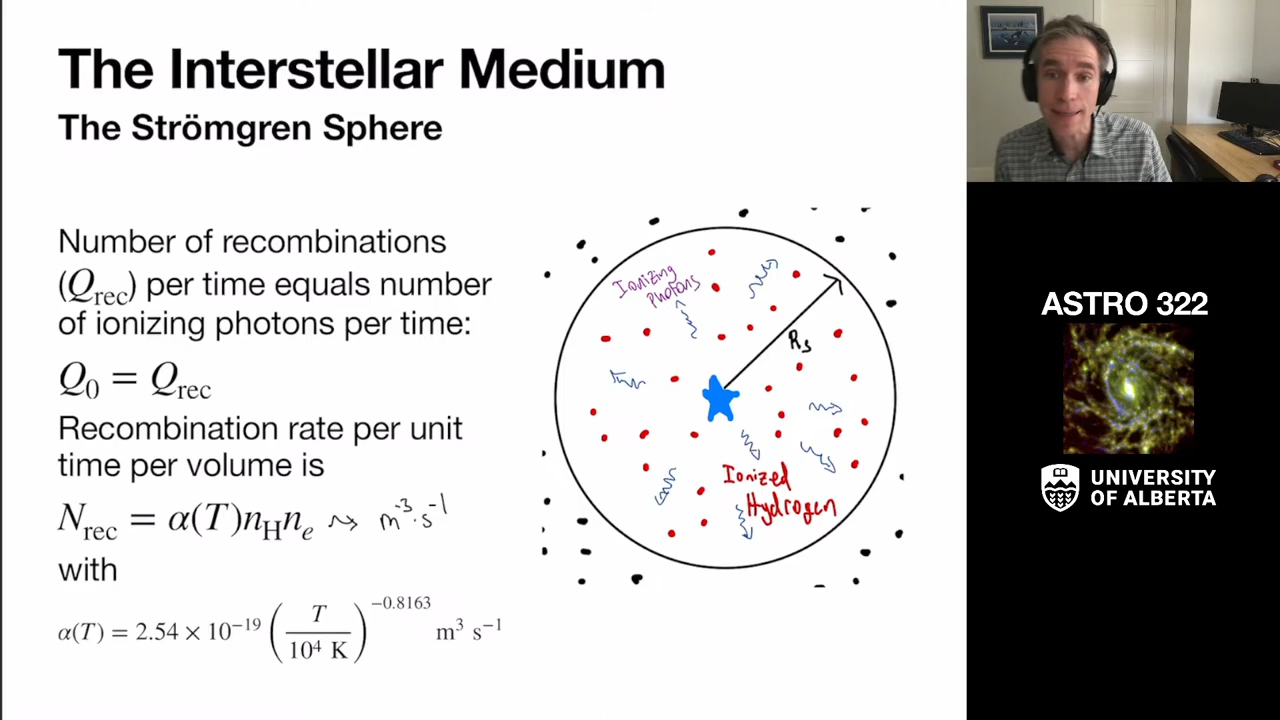 The Interstellar Medium
The Strömgren Sphere
Number of recombinations
(Q_rec) per time equals number
of ionizing photons per time:
Q_0 = Q_rec
Recombination rate per unit
time per volume is
N_rec = α(T)n_H n_e ⇝ m^-3 · s^-1
with
α(T) = 2.54 × 10^−19 (T / 10^4 K)^−0.8163 m^3 s^−1
Ionizing
Photons
R_s
Ionized
Hydrogen
ASTRO 322
UNIVERSITY
OF ALBERTA